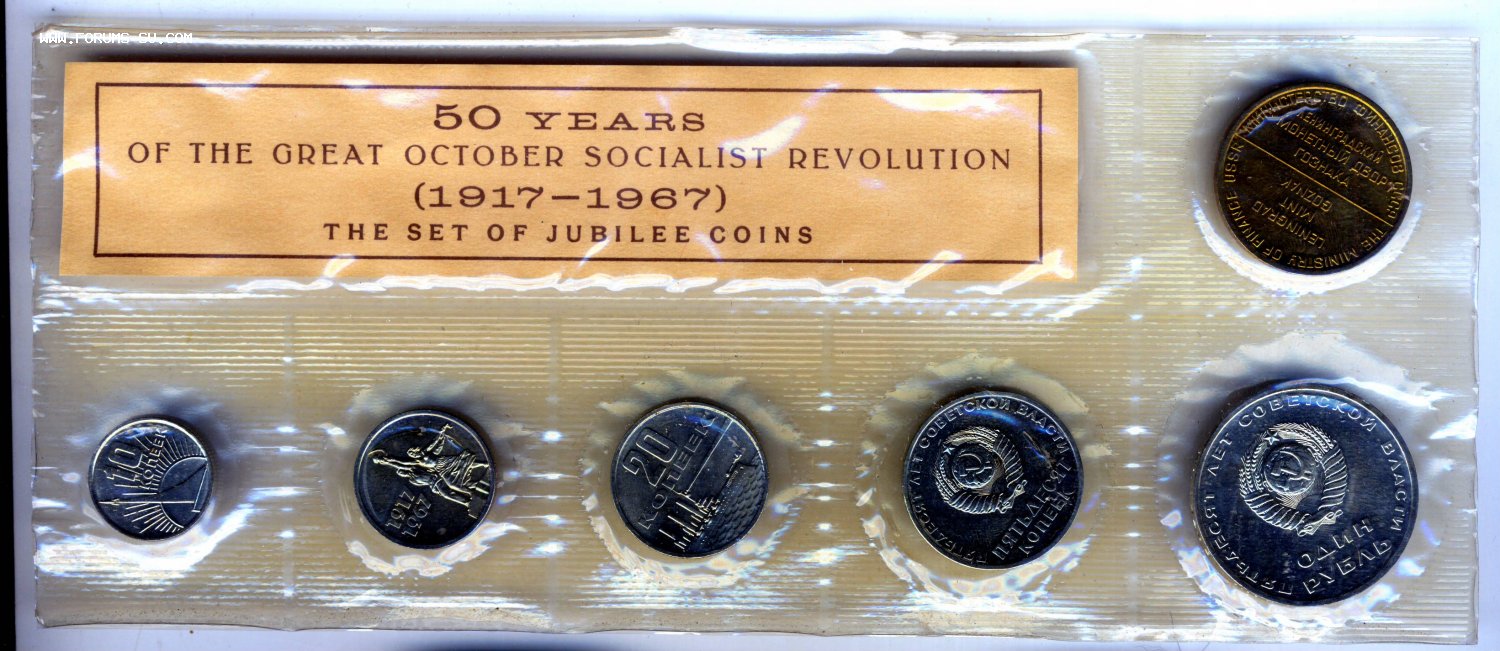 WWW.FORUMS-SU.COM
50 YEARS
OF THE GREAT OCTOBER SOCIALIST REVOLUTION
(1917—1967)
THE SET OF JUBILEE COINS
МИНИСТЕРСТВО ФИНАНСОВ СССР
ЛЕНИНГРАДСКИЙ
МОНЕТНЫЙ ДВОР
ГОЗНАКА
GOZNAK
MINT
LENINGRAD
THE MINISTRY OF FINANCE USSR
10
КОПЕЕК
1917
1967
20
КОПЕЕК
ПЯТЬДЕСЯТ ЛЕТ СОВЕТСКОЙ ВЛАСТИ
ПЯТЬДЕСЯТ
КОПЕЕК
ПЯТЬДЕСЯТ ЛЕТ СОВЕТСКОЙ ВЛАСТИ
ОДИН
РУБЛЬ